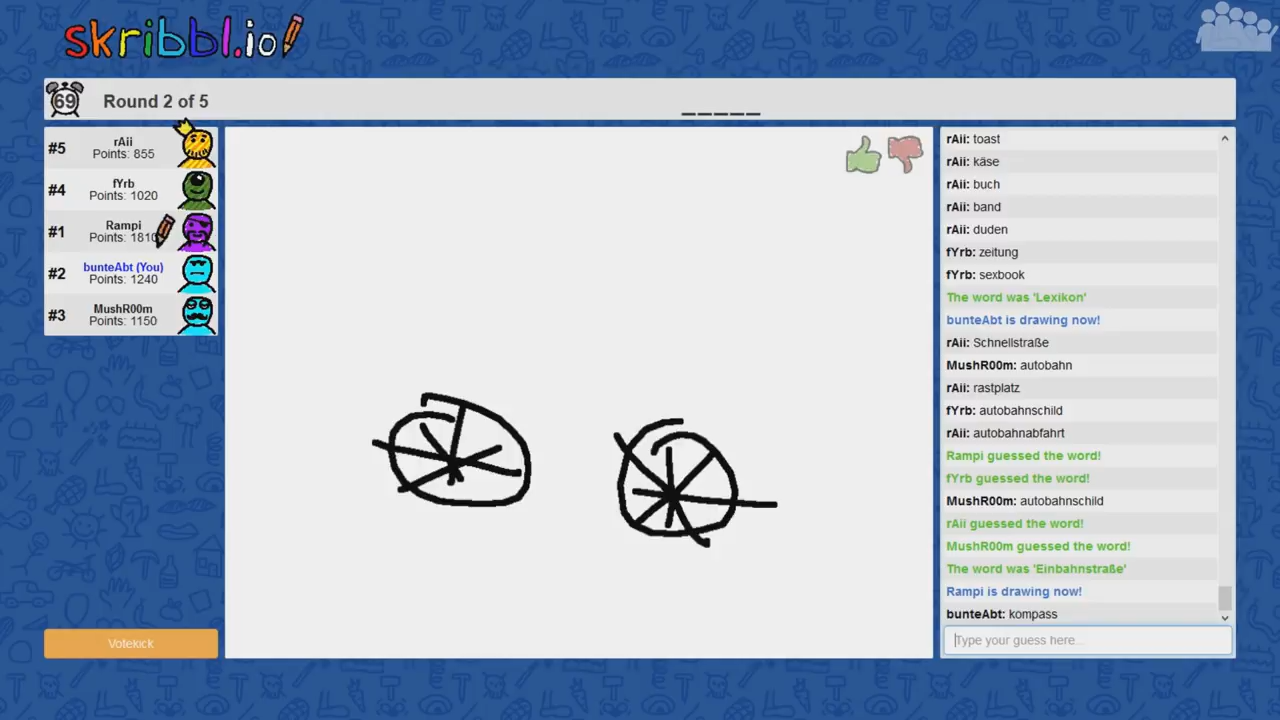 skribbl.io
69 Round 2 of 5 _____
#5 rAii
Points: 855
#4 fYrb
Points: 1020
#1 Rampi
Points: 1810
#2 bunteAbt (You)
Points: 1240
#3 MushR00m
Points: 1150
Votekick
rAii: toast
rAii: käse
rAii: buch
rAii: band
rAii: duden
fYrb: zeitung
fYrb: sexbook
The word was 'Lexikon'
bunteAbt is drawing now!
rAii: Schnellstraße
MushR00m: autobahn
rAii: rastplatz
fYrb: autobahnschild
rAii: autobahnabfahrt
Rampi guessed the word!
fYrb guessed the word!
MushR00m: autobahnschild
rAii guessed the word!
MushR00m guessed the word!
The word was 'Einbahnstraße'
Rampi is drawing now!
bunteAbt: kompass
Type your guess here...